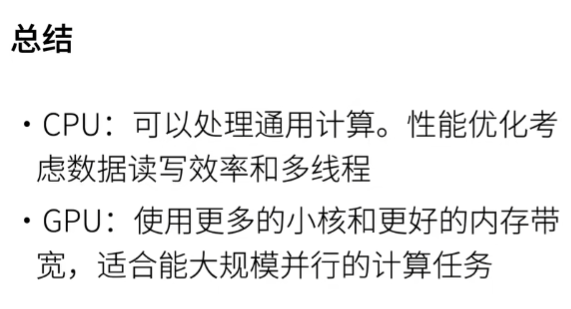 总结
• CPU：可以处理通用计算。性能优化考
虑数据读写效率和多线程
• GPU：使用更多的小核和更好的内存带
宽，适合能大规模并行的计算任务